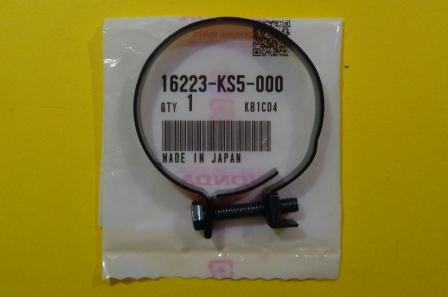 16223-KS5-000
QTY 1 KB1C04
MADE IN JAPAN
HONDA